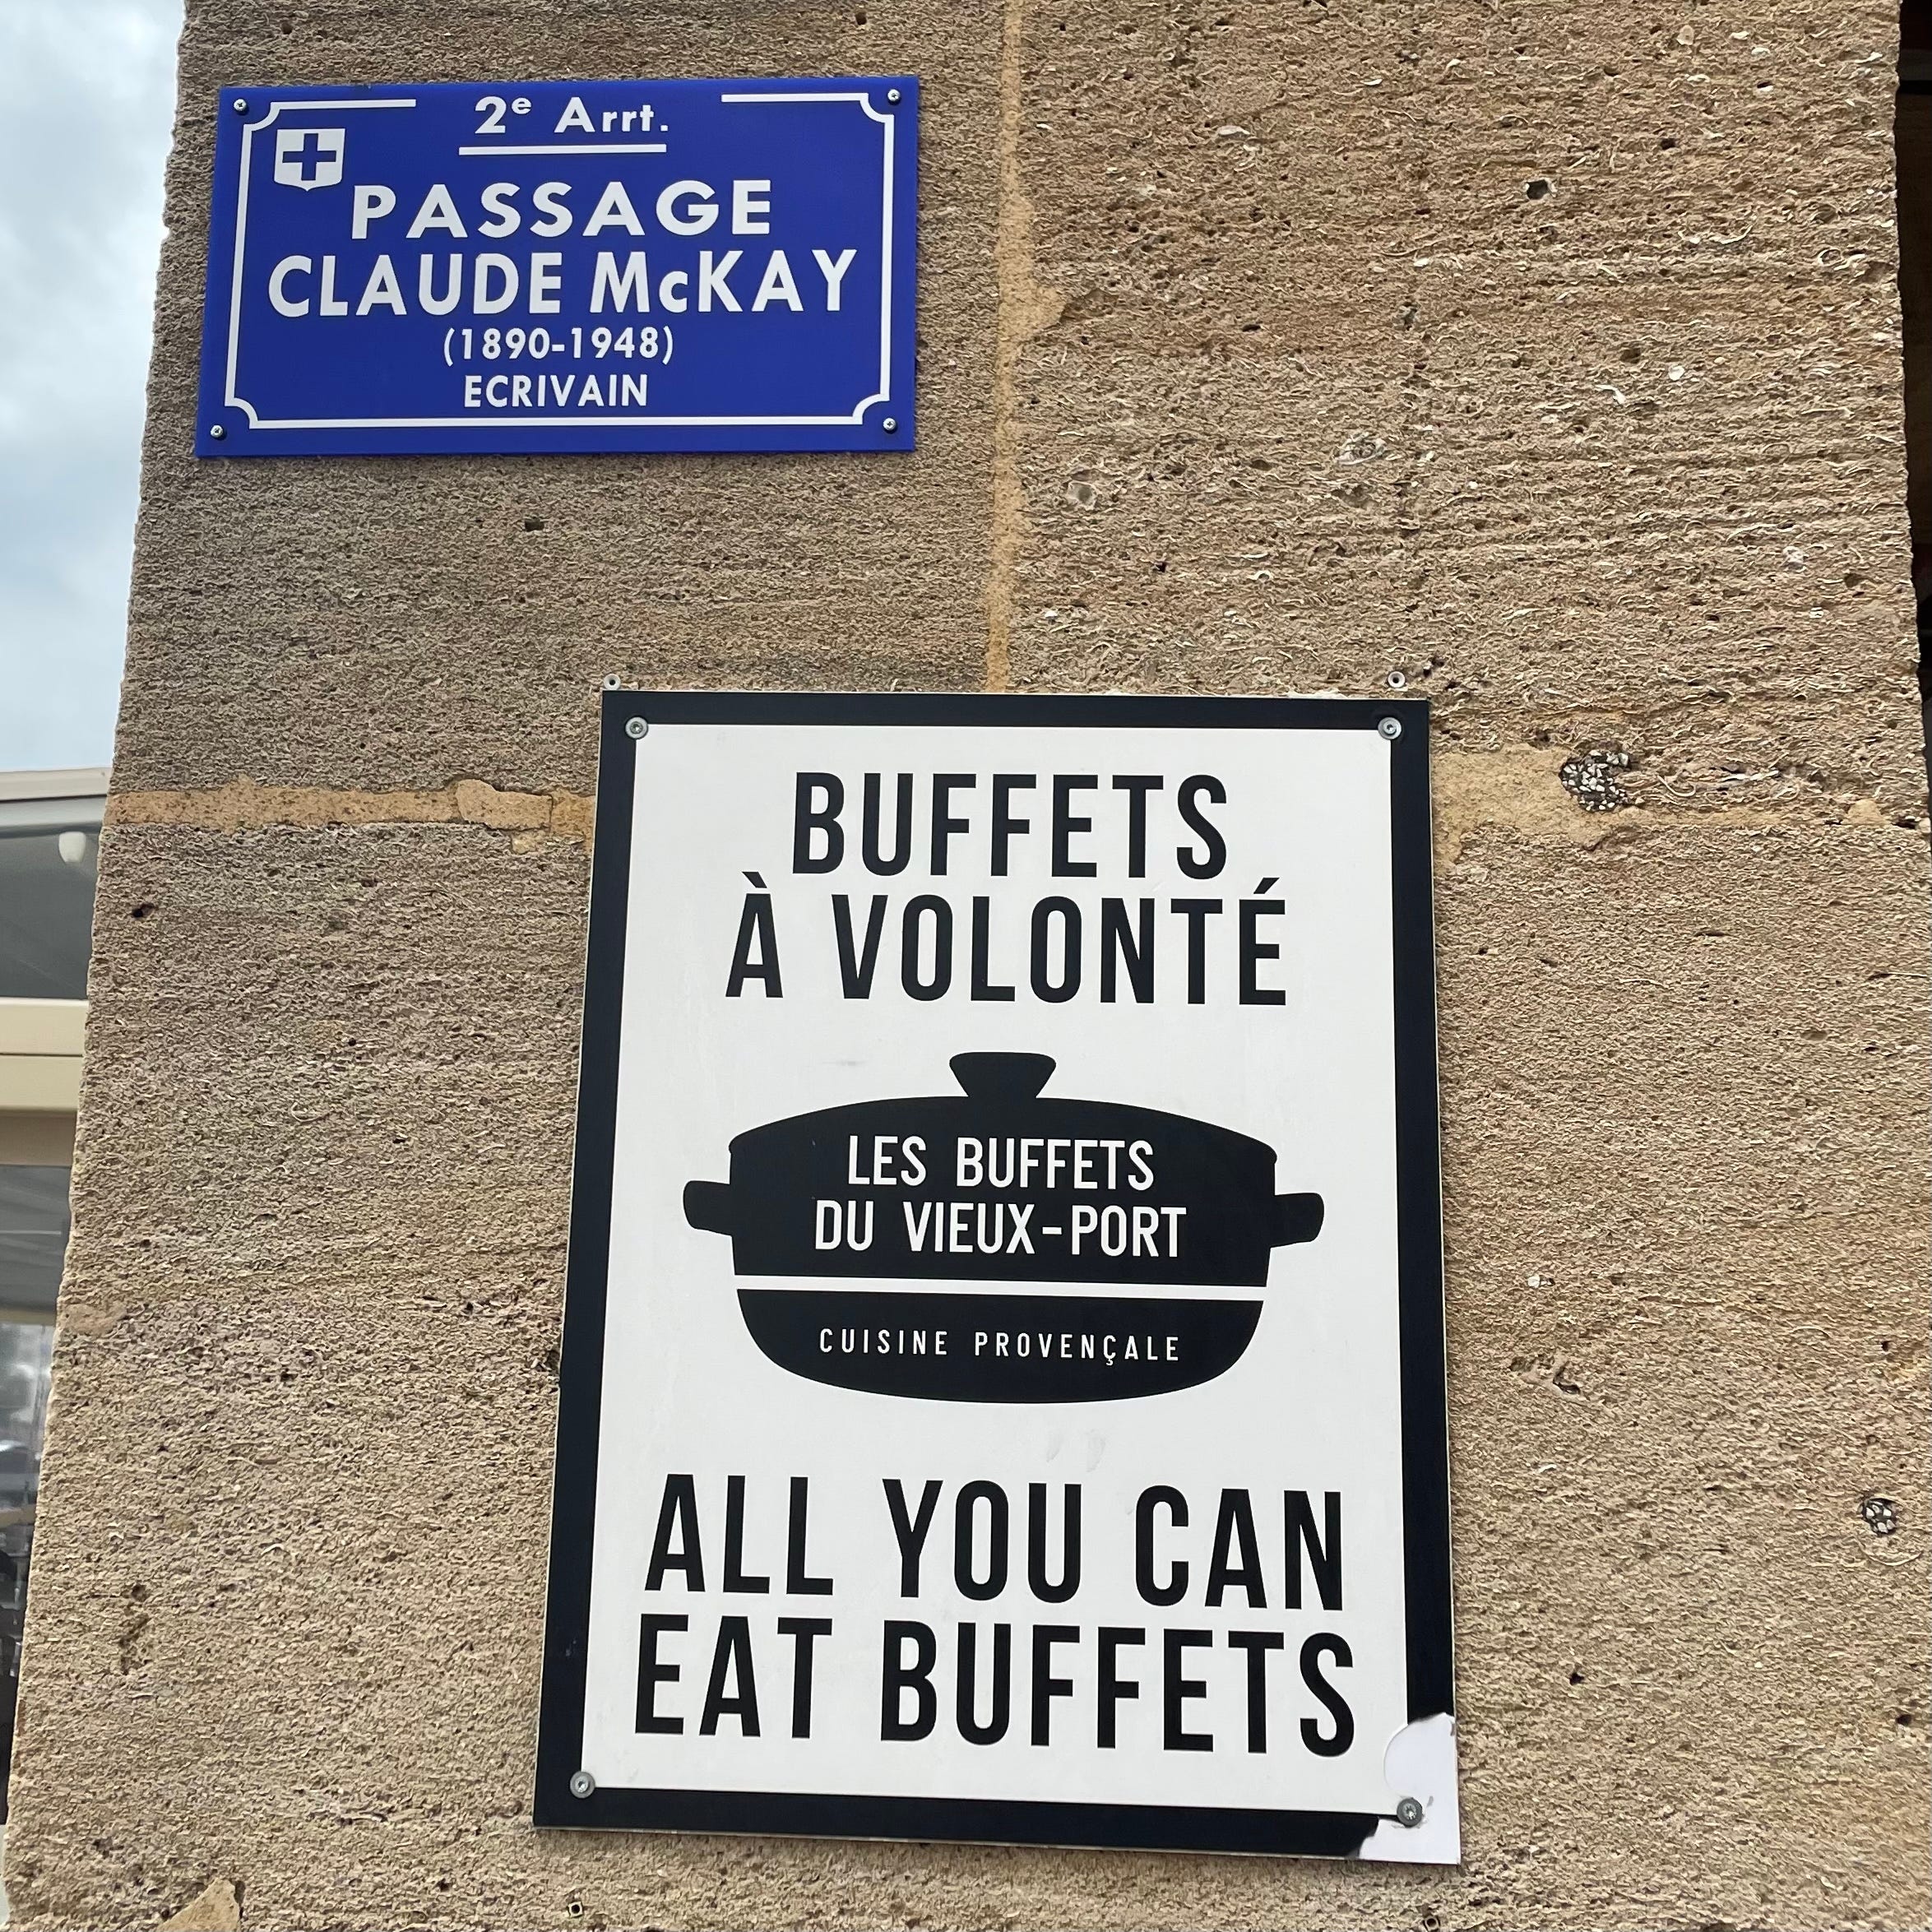 2e Arrt.
PASSAGE
CLAUDE McKAY
(1890-1948)
ECRIVAIN
BUFFETS
À VOLONTÉ
LES BUFFETS
DU VIEUX-PORT
CUISINE PROVENÇALE
ALL YOU CAN
EAT BUFFETS